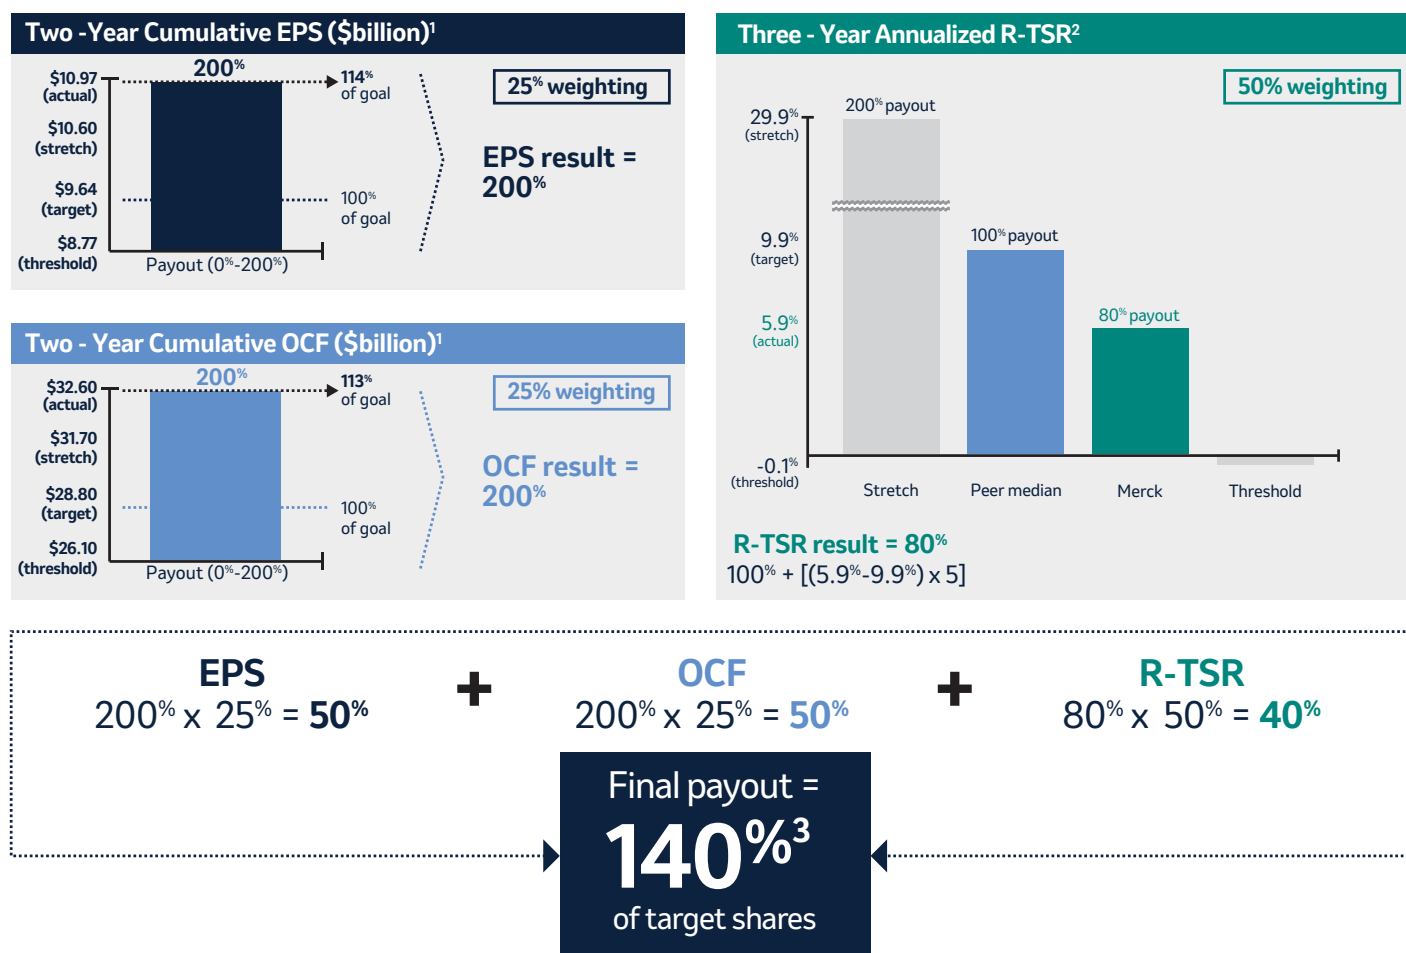 Two -Year Cumulative EPS ($billion)¹
200%
$10.97
(actual)
114%
of goal
$10.60
(stretch)
$9.64
(target)
100%
of goal
$8.77
(threshold)
Payout (0%-200%)
25% weighting
EPS result =
200%
Two - Year Cumulative OCF ($billion)¹
200%
$32.60
(actual)
113%
of goal
$31.70
(stretch)
$28.80
(target)
100%
of goal
$26.10
(threshold)
Payout (0%-200%)
25% weighting
OCF result =
200%
Three - Year Annualized R-TSR²
50% weighting
29.9%
(stretch)
200% payout
9.9%
(target)
100% payout
5.9%
(actual)
80% payout
-0.1%
(threshold)
Stretch
Peer median
Merck
Threshold
R-TSR result = 80%
100% + [(5.9%-9.9%) x 5]
EPS
200% x 25% = 50%
+
OCF
200% x 25% = 50%
+
R-TSR
80% x 50% = 40%
Final payout =
140%³
of target shares